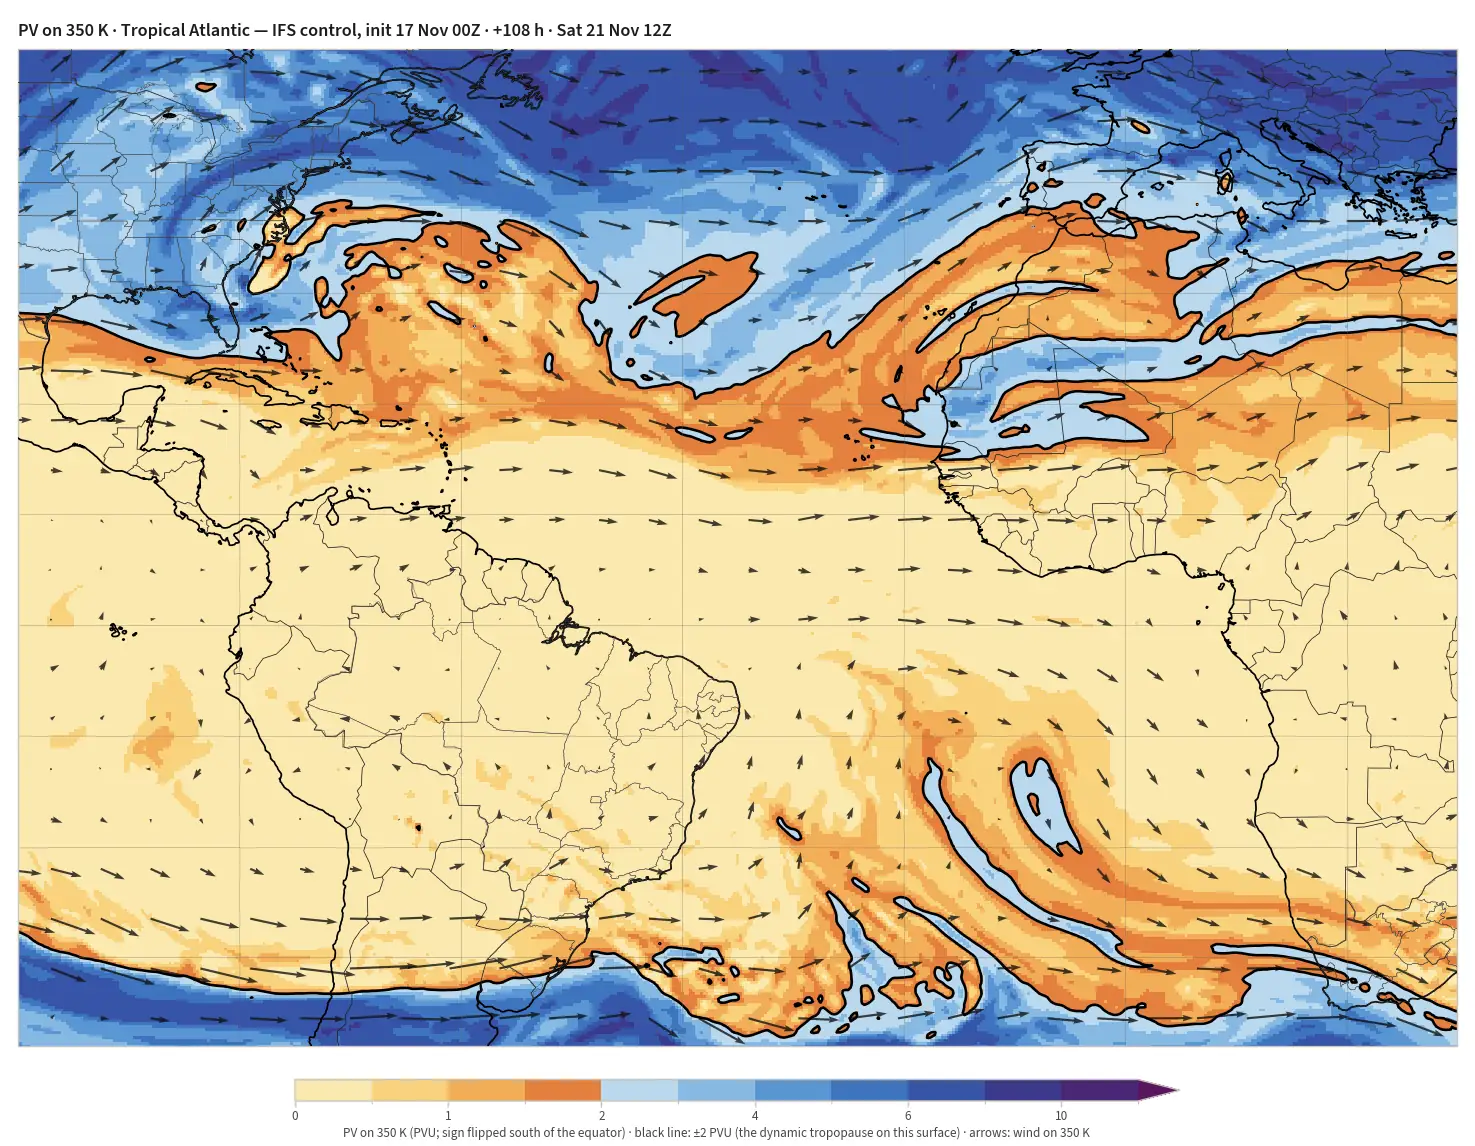 PV on 350 K · Tropical Atlantic — IFS control, init 17 Nov 00Z · +108 h · Sat 21 Nov 12Z
0 1 2 4 6 10
PV on 350 K (PVU; sign flipped south of the equator) · black line: ±2 PVU (the dynamic tropopause on this surface) · arrows: wind on 350 K